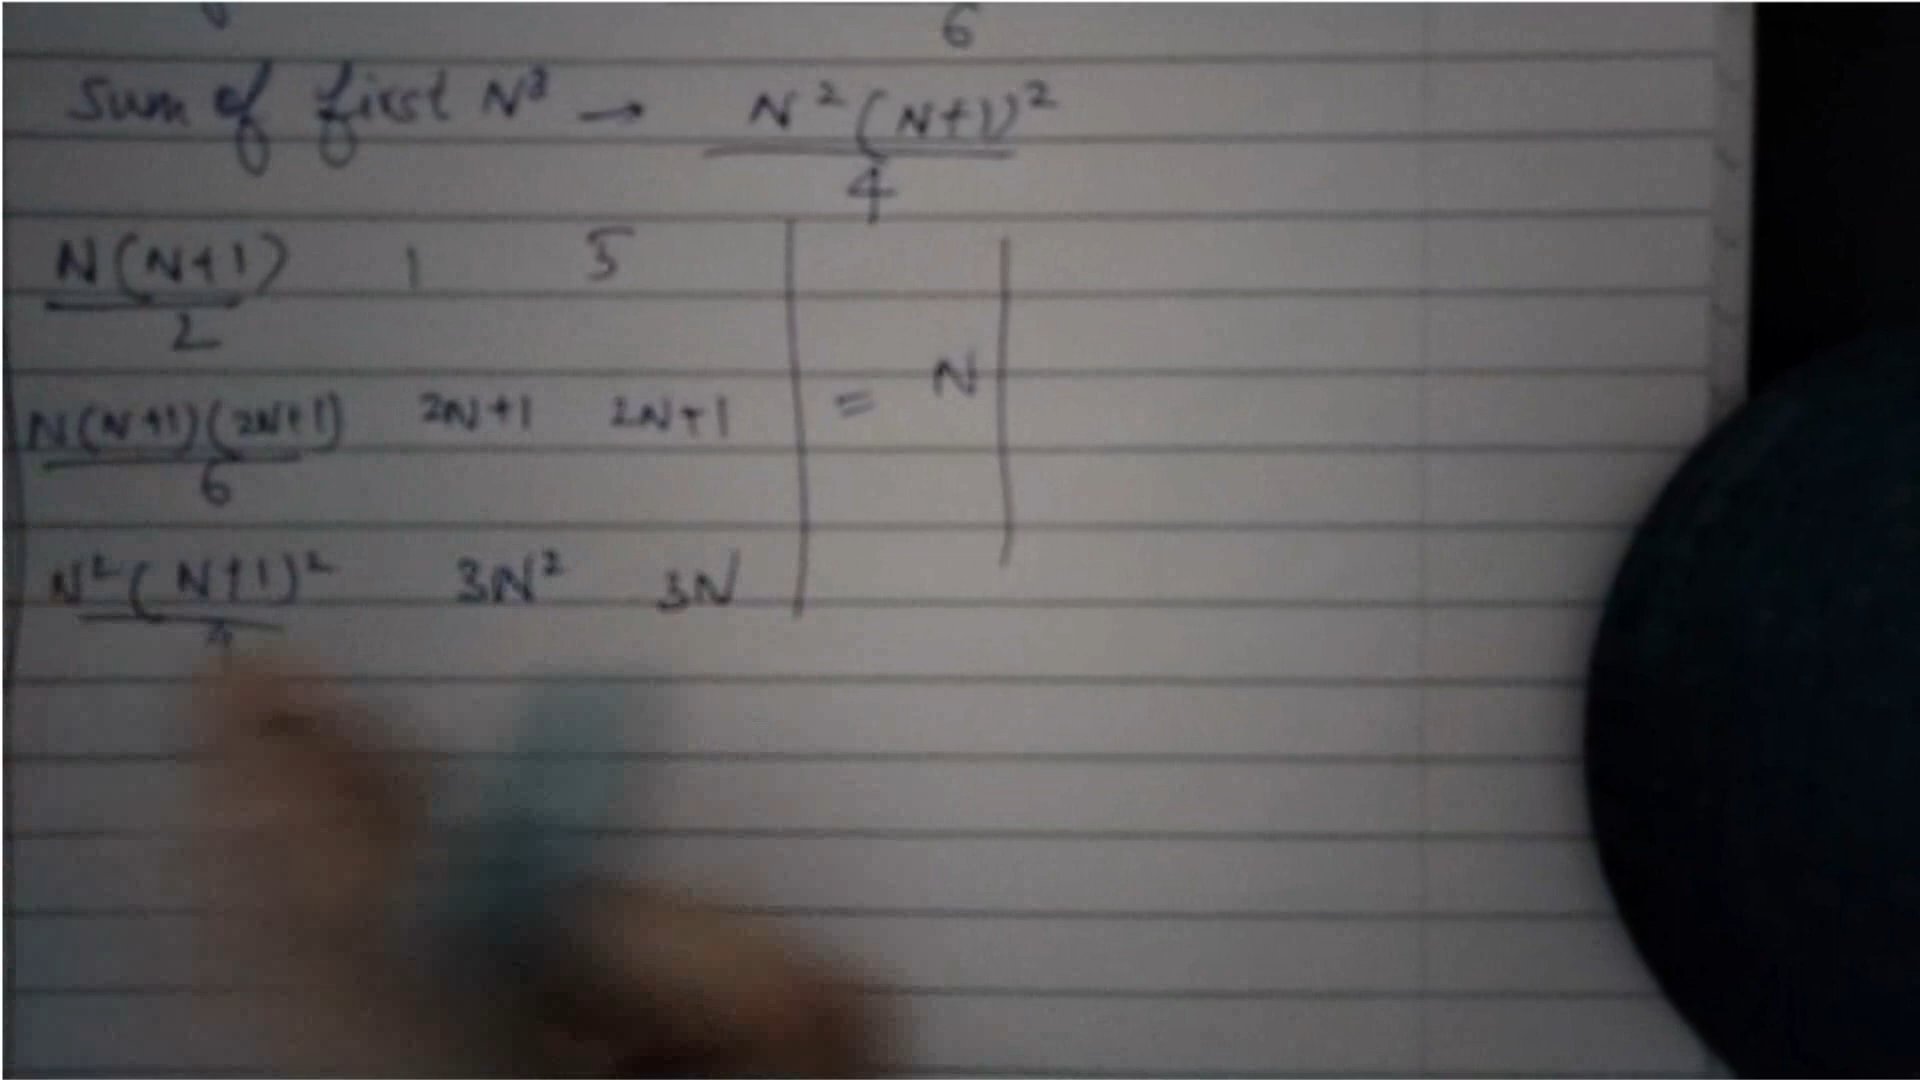 6
Sum of first N³ → N²(N+1)²
4
N(N+1) 1 5
2
N(N+1)(2N+1) 2N+1 2N+1 = N
6
N²(N+1)² 3N² 3N
4